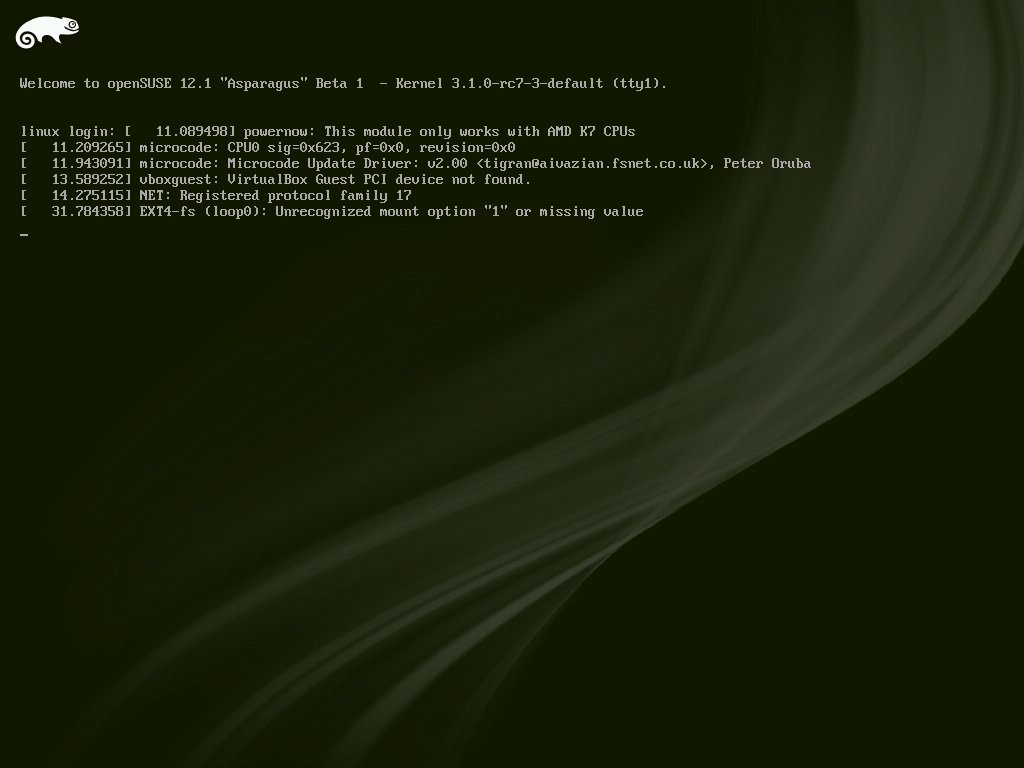 Welcome to openSUSE 12.1 "Asparagus" Beta 1  - Kernel 3.1.0-rc7-3-default (tty1).
linux login: [   11.089498] powernow: This module only works with AMD K7 CPUs
[   11.209265] microcode: CPU0 sig=0x623, pf=0x0, revision=0x0
[   11.943091] microcode: Microcode Update Driver: v2.00 <tigran@aivazian.fsnet.co.uk>, Peter Oruba
[   13.589252] vboxguest: VirtualBox Guest PCI device not found.
[   14.275115] NET: Registered protocol family 17
[   31.784358] EXT4-fs (loop0): Unrecognized mount option "1" or missing value
_